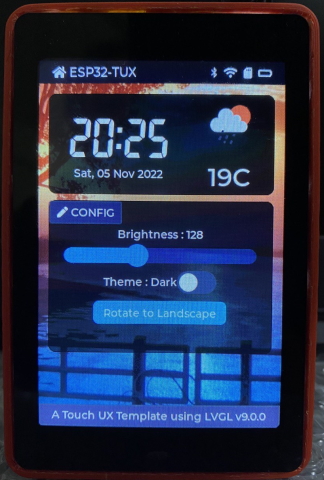 ESP32-TUX
20:25
Sat, 05 Nov 2022
19C
CONFIG
Brightness : 128
Theme : Dark
Rotate to Landscape
A Touch UX Template using LVGL v9.0.0